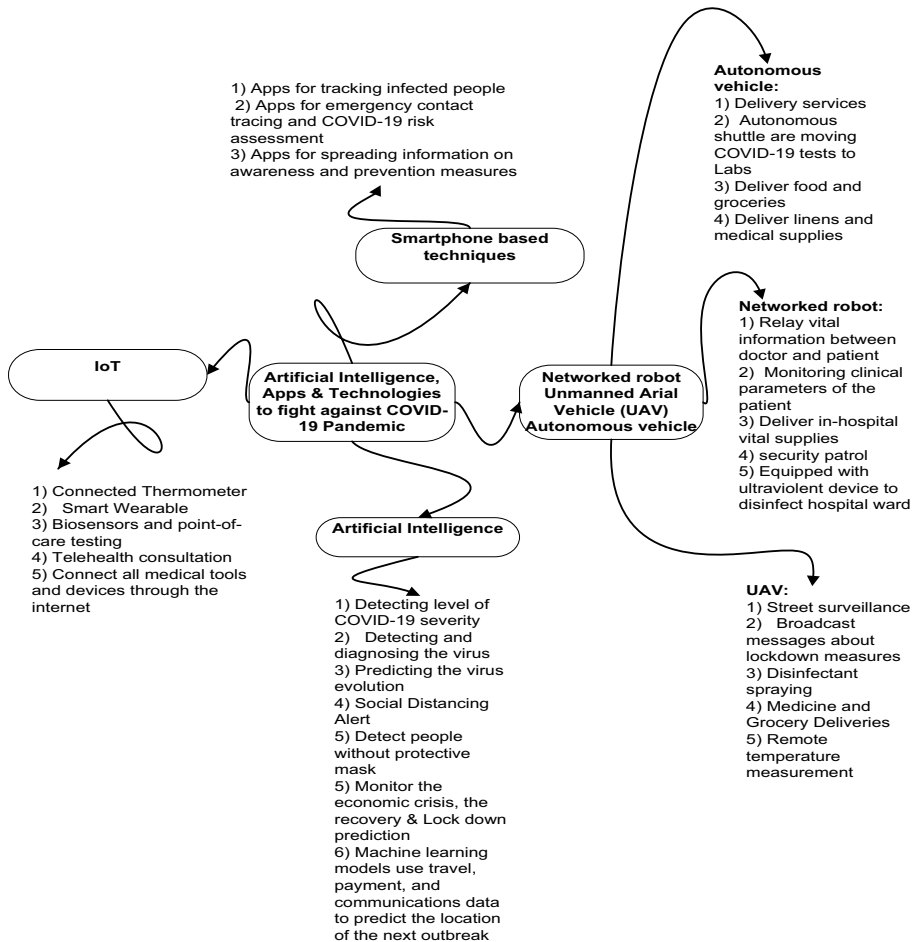 1) Apps for tracking infected people
2) Apps for emergency contact
tracing and COVID-19 risk
assessment
3) Apps for spreading information on
awareness and prevention measures
Smartphone based
techniques
IoT
1) Connected Thermometer
2) Smart Wearable
3) Biosensors and point-of-
care testing
4) Telehealth consultation
5) Connect all medical tools
and devices through the
internet
Artificial Intelligence,
Apps & Technologies
to fight against COVID-
19 Pandemic
Artificial Intelligence
1) Detecting level of
COVID-19 severity
2) Detecting and
diagnosing the virus
3) Predicting the virus
evolution
4) Social Distancing
Alert
5) Detect people
without protective
mask
5) Monitor the
economic crisis, the
recovery & Lock down
prediction
6) Machine learning
models use travel,
payment, and
communications data
to predict the location
of the next outbreak
Networked robot
Unmanned Arial
Vehicle (UAV)
Autonomous vehicle
Autonomous
vehicle:
1) Delivery services
2) Autonomous
shuttle are moving
COVID-19 tests to
Labs
3) Deliver food and
groceries
4) Deliver linens and
medical supplies
Networked robot:
1) Relay vital
information between
doctor and patient
2) Monitoring clinical
parameters of the
patient
3) Deliver in-hospital
vital supplies
4) security patrol
5) Equipped with
ultraviolent device to
disinfect hospital ward
UAV:
1) Street surveillance
2) Broadcast
messages about
lockdown measures
3) Disinfectant
spraying
4) Medicine and
Grocery Deliveries
5) Remote
temperature
measurement